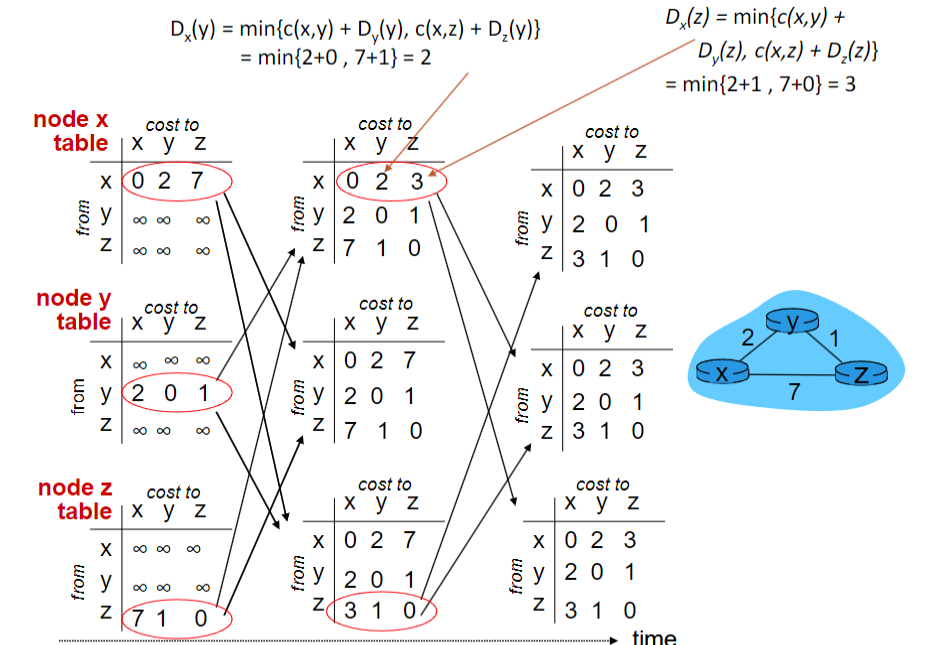 Dx(y) = min{c(x,y) + Dy(y), c(x,z) + Dz(y)}
= min{2+0 , 7+1} = 2
Dx(z) = min{c(x,y) +
Dy(z), c(x,z) + Dz(z)}
= min{2+1 , 7+0} = 3
node x
table
cost to
x y z
from
x 0 2 7
y ∞ ∞ ∞
z ∞ ∞ ∞
cost to
x y z
from
x 0 2 3
y 2 0 1
z 7 1 0
cost to
x y z
from
x 0 2 3
y 2 0 1
z 3 1 0
node y
table
cost to
x y z
from
x ∞ ∞ ∞
y 2 0 1
z ∞ ∞ ∞
cost to
x y z
from
x 0 2 7
y 2 0 1
z 7 1 0
cost to
x y z
from
x 0 2 3
y 2 0 1
z 3 1 0
node z
table
cost to
x y z
from
x ∞ ∞ ∞
y ∞ ∞ ∞
z 7 1 0
cost to
x y z
from
x 0 2 7
y 2 0 1
z 3 1 0
cost to
x y z
from
x 0 2 3
y 2 0 1
z 3 1 0
time
y
2 1
x z
7